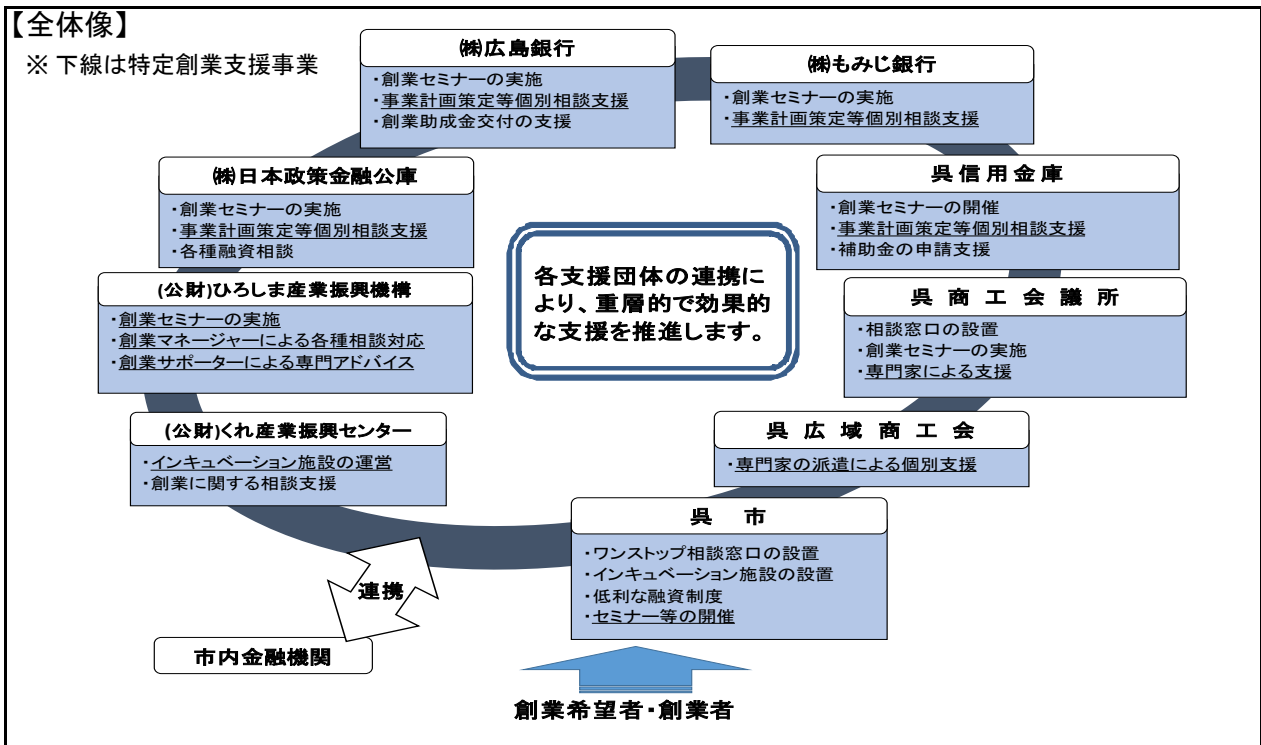 【全体像】
※ 下線は特定創業支援事業
㈱広島銀行
・創業セミナーの実施
・事業計画策定等個別相談支援
・創業助成金交付の支援
㈱もみじ銀行
・創業セミナーの実施
・事業計画策定等個別相談支援
㈱日本政策金融公庫
・創業セミナーの実施
・事業計画策定等個別相談支援
・各種融資相談
呉信用金庫
・創業セミナーの開催
・事業計画策定等個別相談支援
・補助金の申請支援
各支援団体の連携に
より、重層的で効果的
な支援を推進します。
(公財)ひろしま産業振興機構
・創業セミナーの実施
・創業マネージャーによる各種相談対応
・創業サポーターによる専門アドバイス
呉商工会議所
・相談窓口の設置
・創業セミナーの実施
・専門家による支援
(公財)くれ産業振興センター
・インキュベーション施設の運営
・創業に関する相談支援
呉広域商工会
・専門家の派遣による個別支援
呉市
・ワンストップ相談窓口の設置
・インキュベーション施設の設置
・低利な融資制度
・セミナー等の開催
連携
市内金融機関
創業希望者・創業者